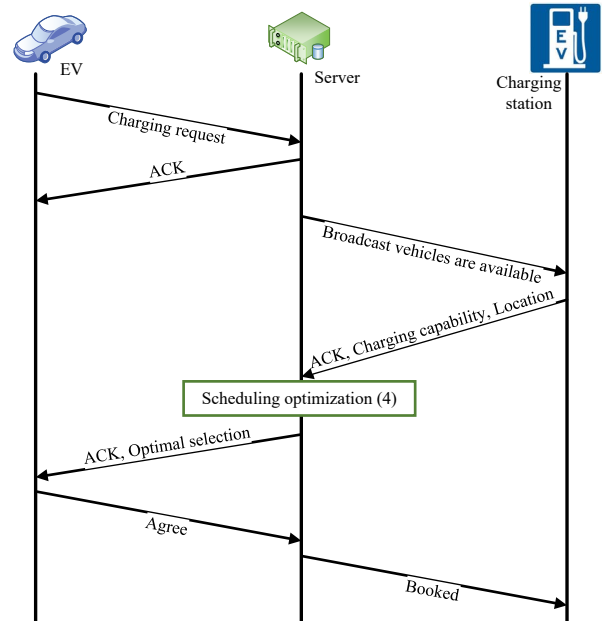 EV
EV
Server
Charging
station
Charging request
ACK
Broadcast vehicles are available
ACK, Charging capability, Location
Scheduling optimization (4)
ACK, Optimal selection
Agree
Booked